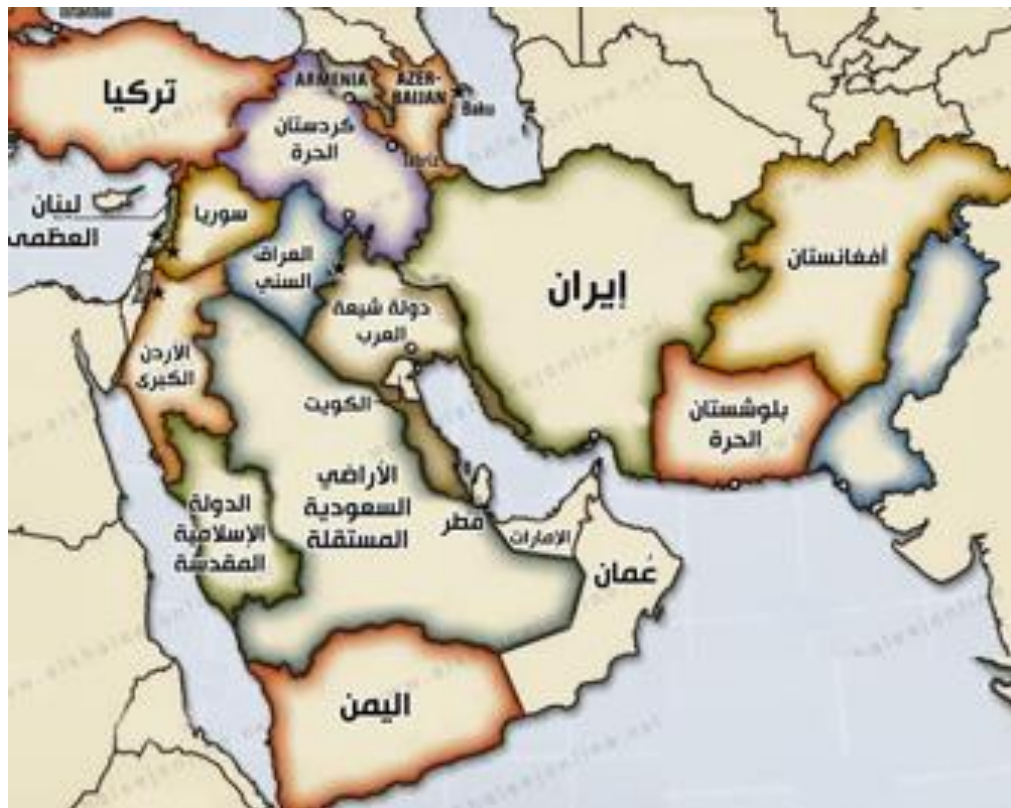 Istanbul
تركيا
ARMENIA
AZER-
BAIJAN
Baku
كردستان
الحرة
Tabriz
لبنان
العظمى
سوريا
العراق
السني
إيران
أفغانستان
دولة شيعة
العرب
الأردن
الكبرى
الكويت
بلوشستان
الحرة
الأراضي
السعودية
المستقلة
الدولة
الإسلامية
المقدسة
قطر
الإمارات
عُمان
اليمن